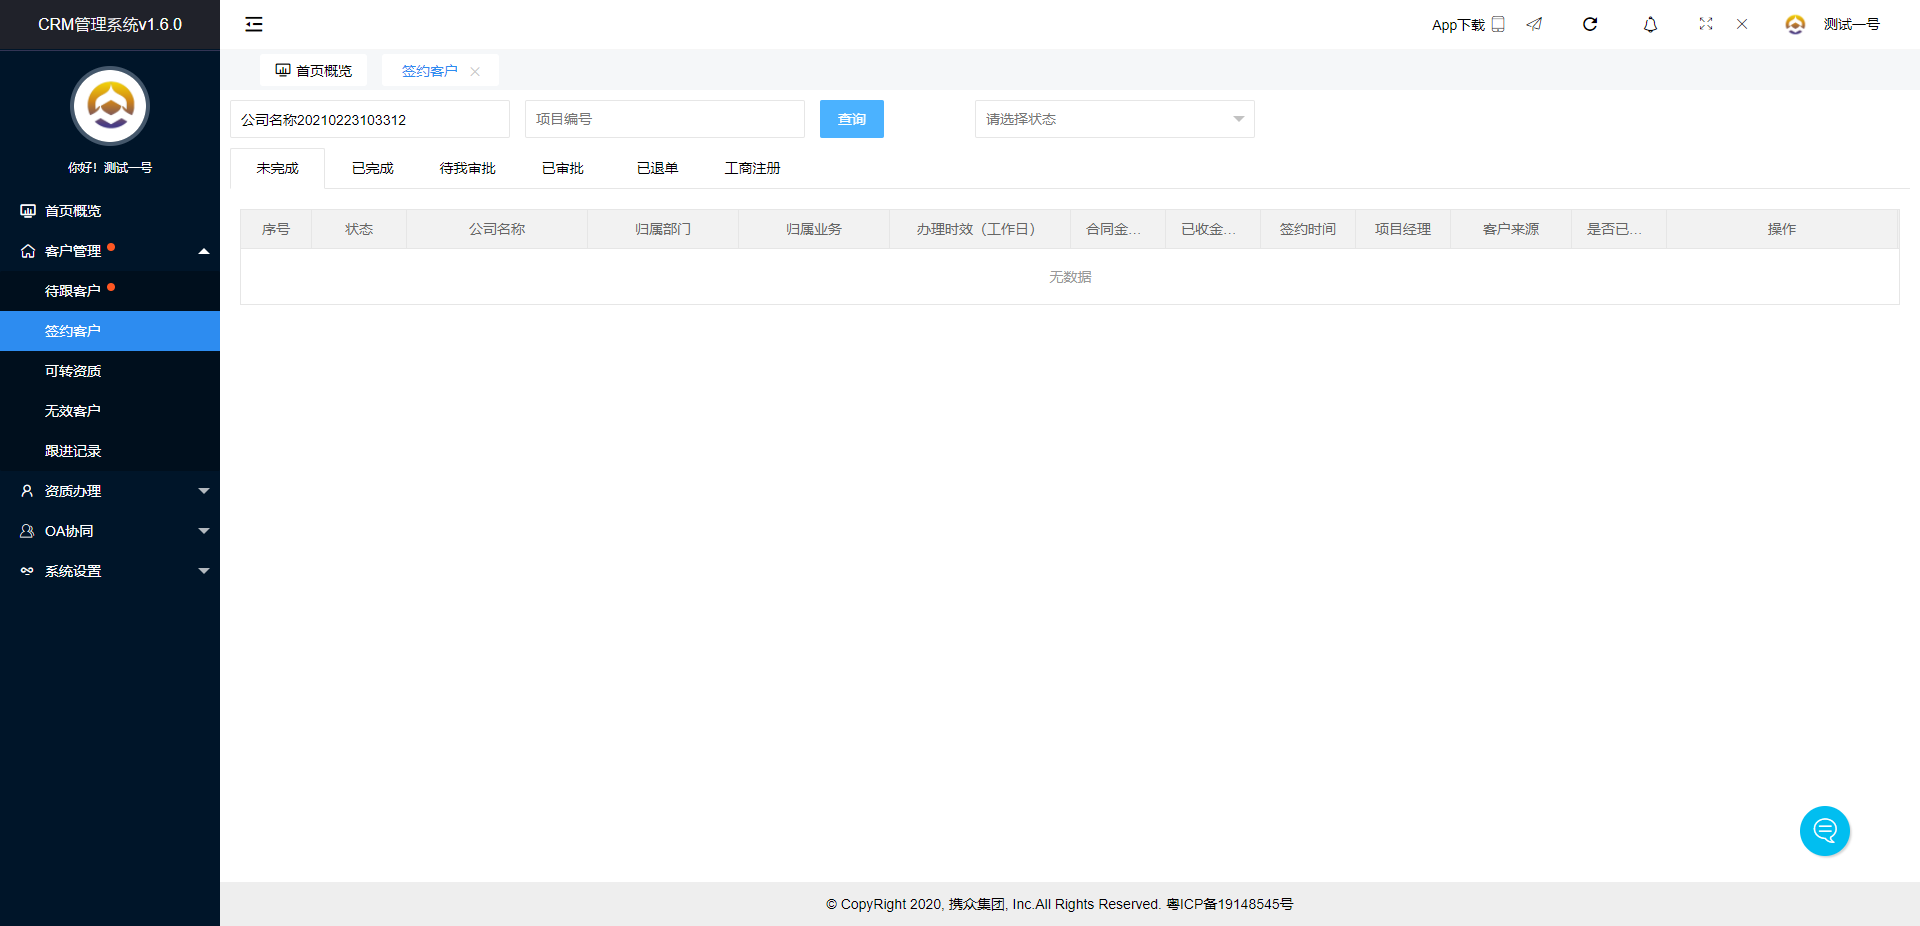 CRM管理系统v1.6.0
App下载
测试一号
首页概览
签约客户
你好！测试一号
首页概览
客户管理
待跟客户
签约客户
可转资质
无效客户
跟进记录
资质办理
OA协同
系统设置
公司名称20210223103312
项目编号
查询
请选择状态
未完成 已完成 待我审批 已审批 已退单 工商注册
序号 状态 公司名称 归属部门 归属业务 办理时效（工作日） 合同金... 已收金... 签约时间 项目经理 客户来源 是否已... 操作
无数据
© CopyRight 2020, 携众集团, Inc.All Rights Reserved. 粤ICP备19148545号